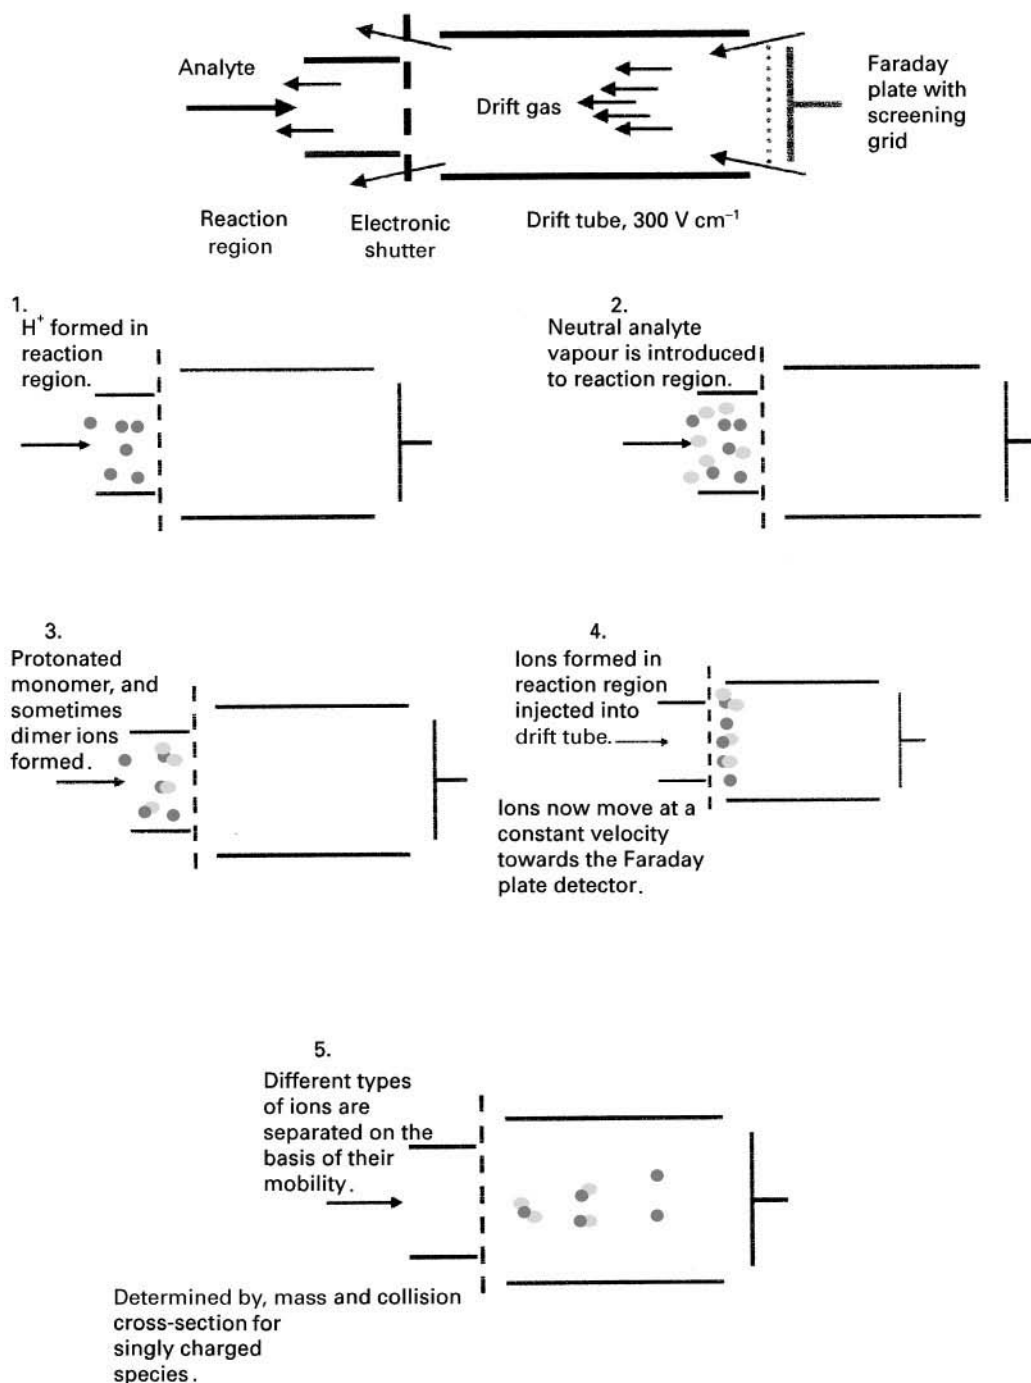 Analyte
Drift gas
Faraday
plate with
screening
grid
Reaction
region
Electronic
shutter
Drift tube, 300 V cm⁻¹
1.
H⁺ formed in
reaction
region.
2.
Neutral analyte
vapour is introduced
to reaction region.
3.
Protonated
monomer, and
sometimes
dimer ions
formed.
4.
Ions formed in
reaction region
injected into
drift tube.
Ions now move at a
constant velocity
towards the Faraday
plate detector.
5.
Different types
of ions are
separated on the
basis of their
mobility.
Determined by, mass and collision
cross-section for
singly charged
species.